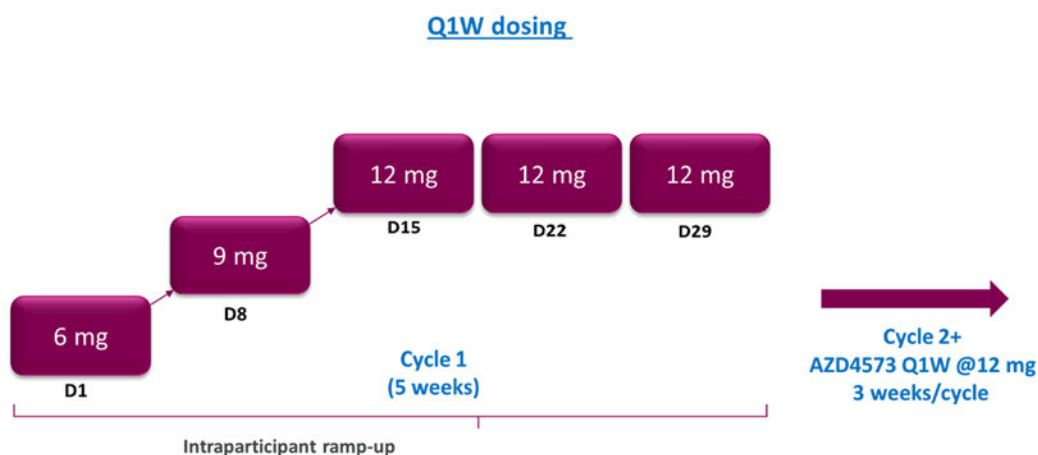 Q1W dosing
12 mg
12 mg
12 mg
D15
D22
D29
9 mg
D8
6 mg
D1
Cycle 1
(5 weeks)
Cycle 2+
AZD4573 Q1W @12 mg
3 weeks/cycle
Intraparticipant ramp-up